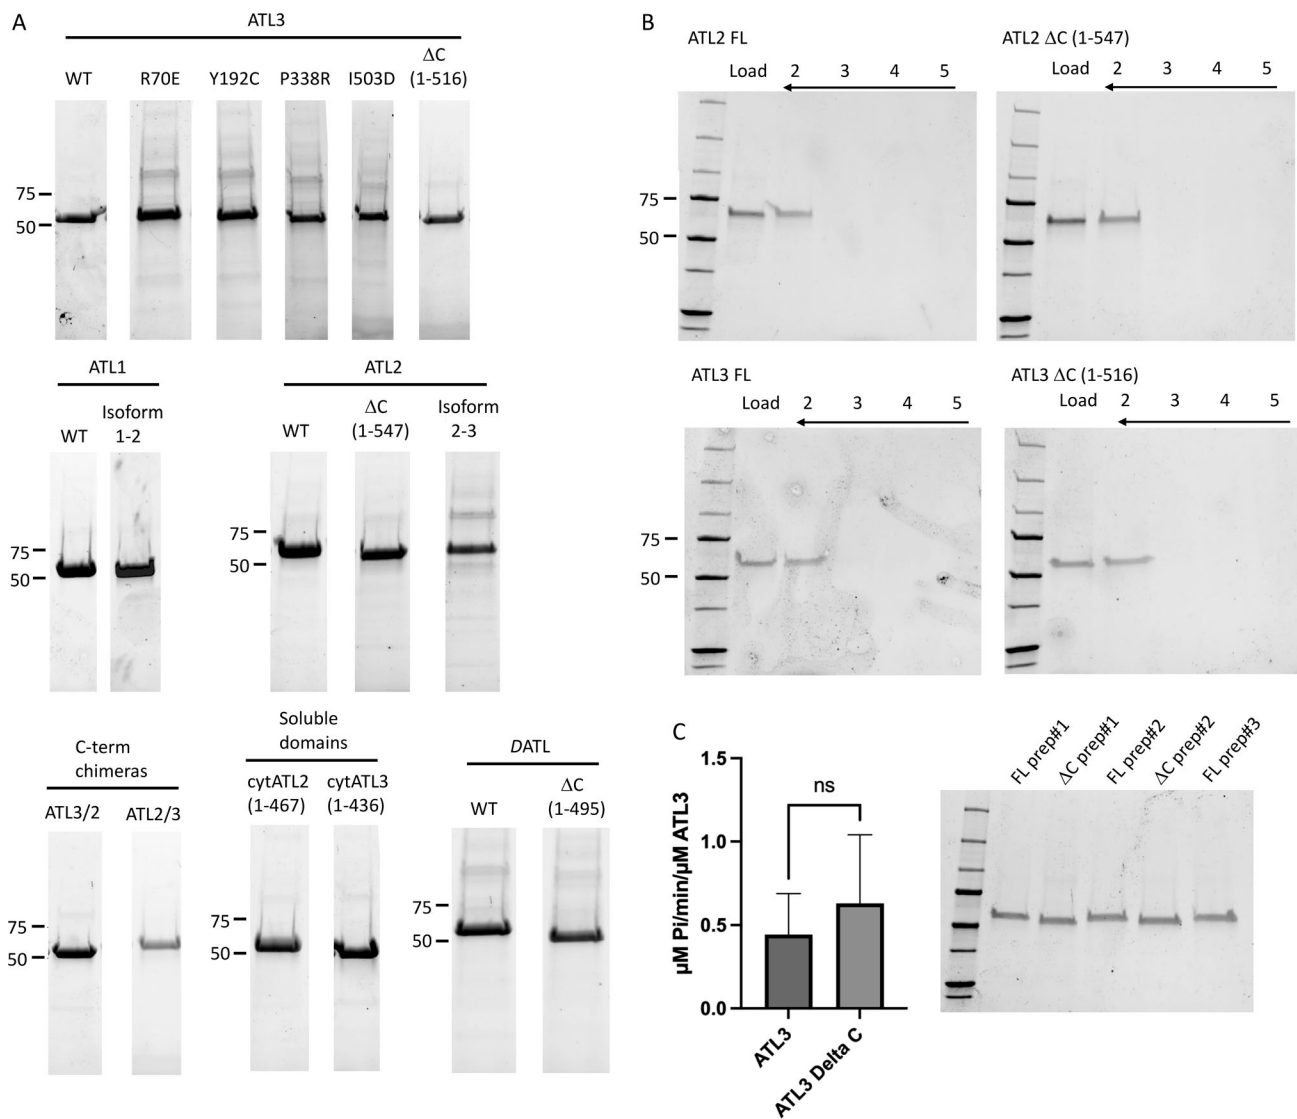 A
ATL3
WT R70E Y192C P338R I503D ΔC
(1-516)
75
50
ATL1
WT Isoform
1-2
75
50
ATL2
WT ΔC
(1-547) Isoform
2-3
75
50
C-term
chimeras
ATL3/2 ATL2/3
75
50
Soluble
domains
cytATL2
(1-467) cytATL3
(1-436)
75
50
DATL
WT ΔC
(1-495)
75
50
B
ATL2 FL
Load 2 3 4 5
75
50
ATL2 ΔC (1-547)
Load 2 3 4 5
ATL3 FL
Load 2 3 4 5
75
50
ATL3 ΔC (1-516)
Load 2 3 4 5
C
µM Pi/min/µM ATL3
1.5
1.0
0.5
0.0
ns
ATL3
ATL3 Delta C
FL prep#1
ΔC prep#1
FL prep#2
ΔC prep#2
FL prep#3